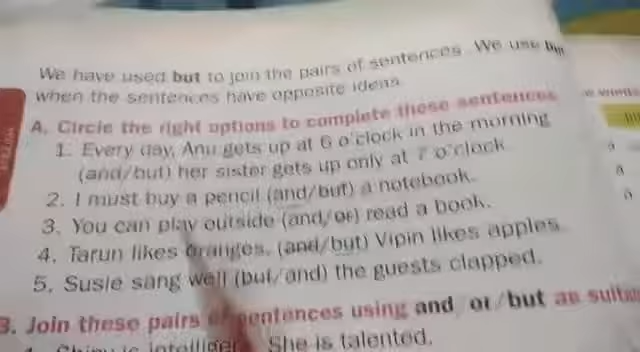 We have used but to join the pairs of sentences. We use but
when the sentences have opposite ideas.
A. Circle the right options to complete these sentences
1. Every day, Anu gets up at 6 o'clock in the morning
(and/but) her sister gets up only at 7 o'clock.
2. I must buy a pencil (and/but) a notebook.
3. You can play outside (and/or) read a book.
4. Tarun likes oranges, (and/but) Vipin likes apples.
5. Susie sang well (but/and) the guests clapped.
B. Join these pairs of sentences using and/or/but as
is She is talented.